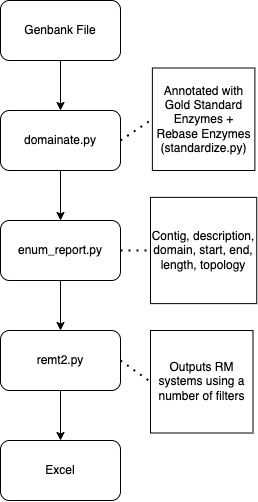 Genbank File
Annotated with
Gold Standard
Enzymes +
Rebase Enzymes
(standardize.py)
domainate.py
Contig, description,
domain, start, end,
length, topology
enum_report.py
remt2.py
Outputs RM
systems using a
number of filters
Excel